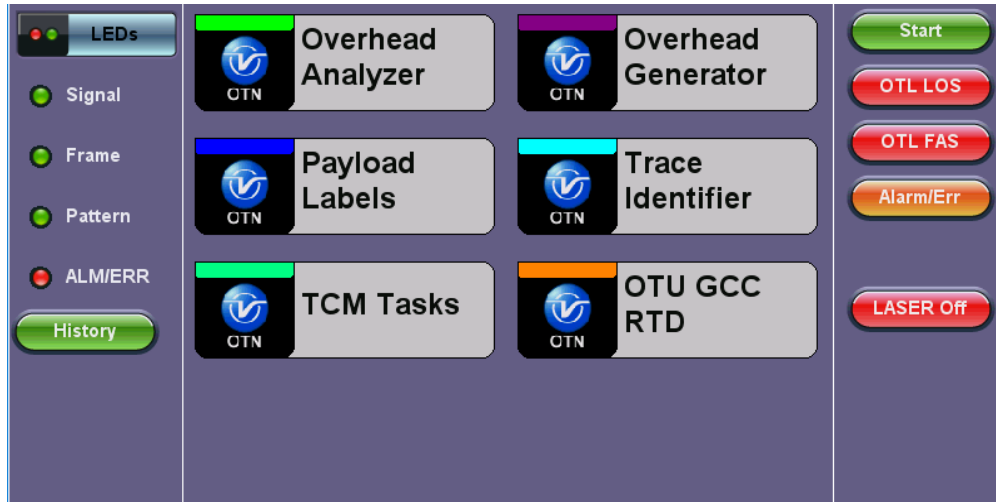 LEDs
Signal
Frame
Pattern
ALM/ERR
History
OTN
Overhead
Analyzer
OTN
Overhead
Generator
OTN
Payload
Labels
OTN
Trace
Identifier
OTN
TCM Tasks
OTN
OTU GCC
RTD
Start
OTL LOS
OTL FAS
Alarm/Err
LASER Off